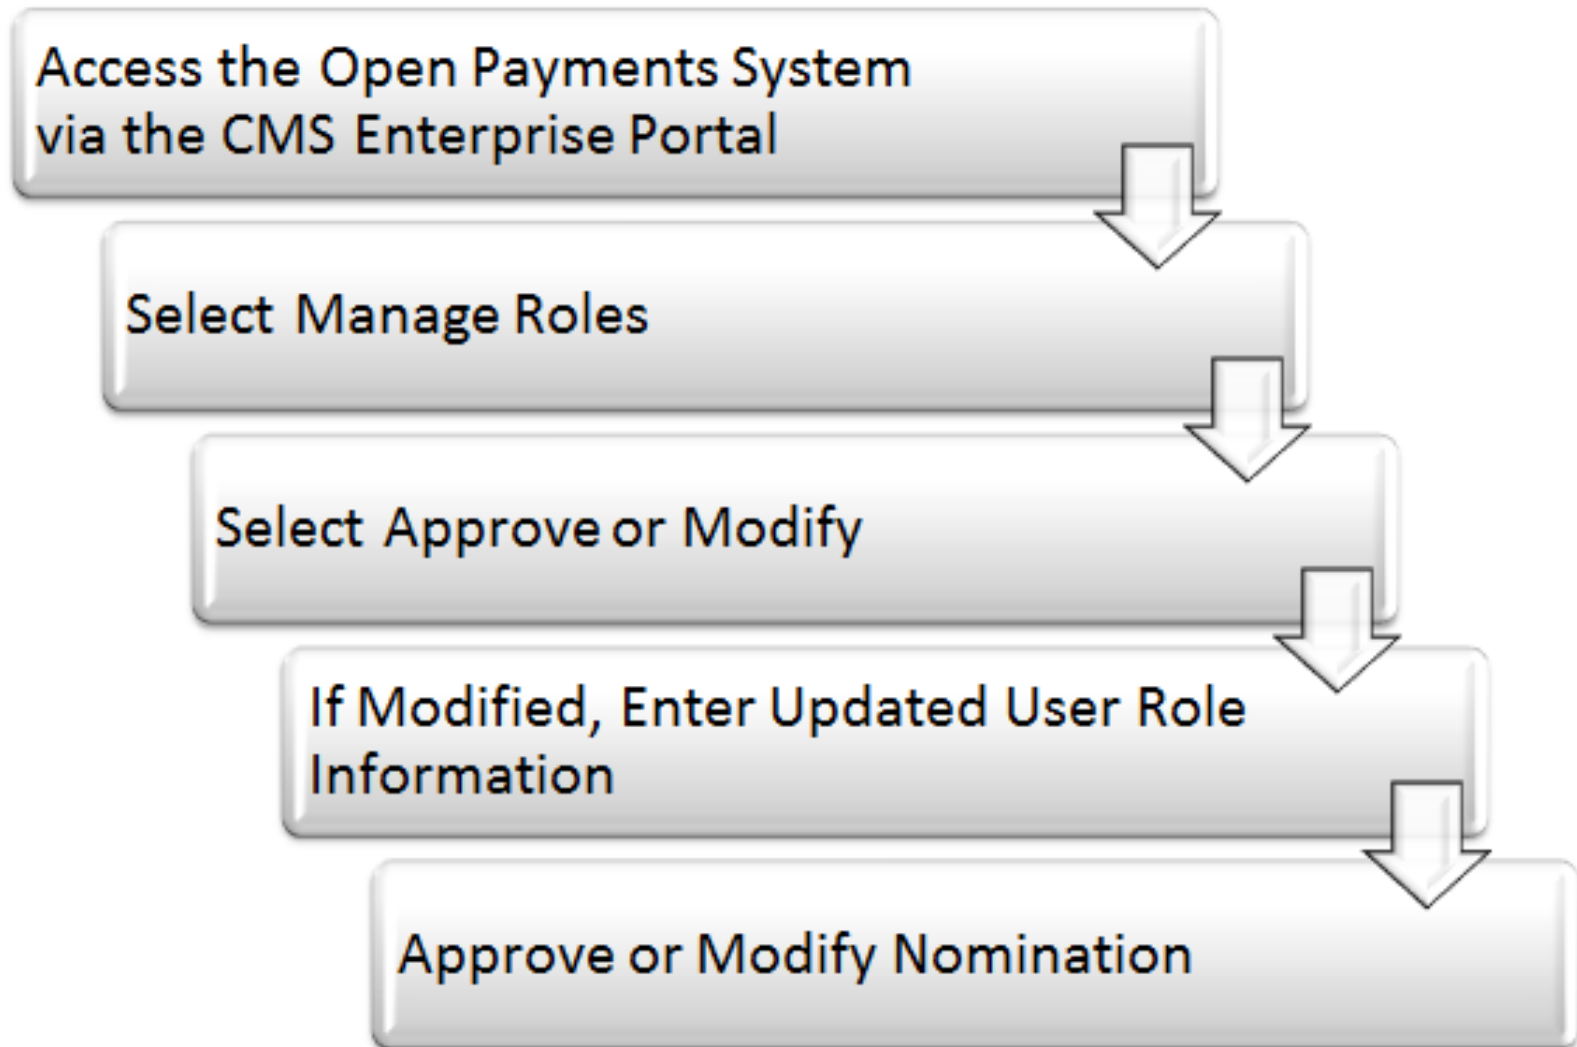 Access the Open Payments System
via the CMS Enterprise Portal
Select Manage Roles
Select Approve or Modify
If Modified, Enter Updated User Role
Information
Approve or Modify Nomination